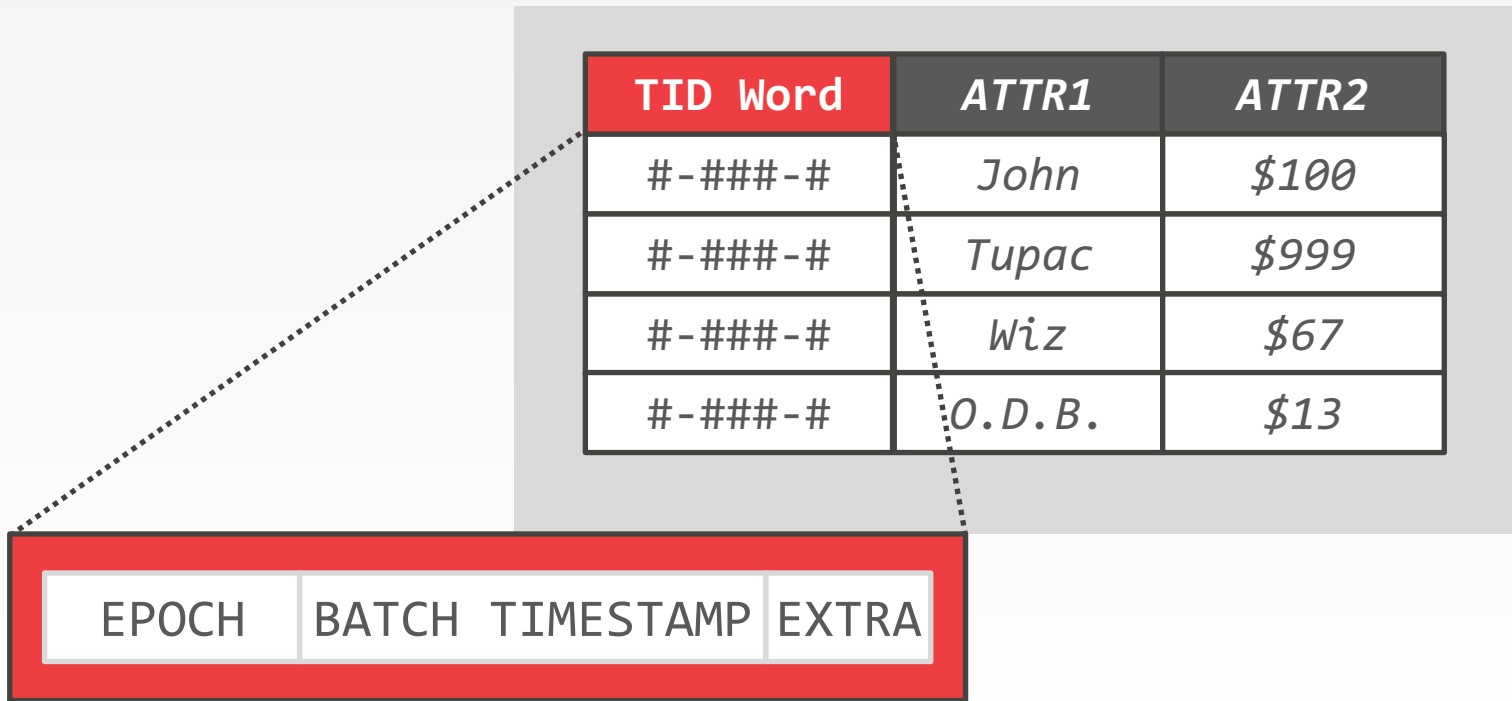 TID Word ATTR1 ATTR2
#-###-# John $100
#-###-# Tupac $999
#-###-# Wiz $67
#-###-# O.D.B. $13
EPOCH BATCH TIMESTAMP EXTRA